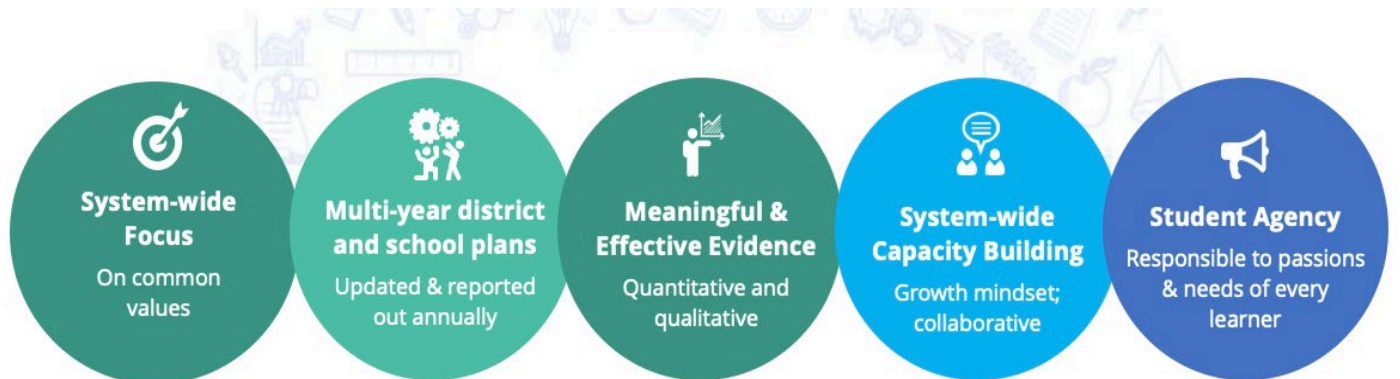 System-wide
Focus
On common
values
Multi-year district
and school plans
Updated & reported
out annually
Meaningful &
Effective Evidence
Quantitative and
qualitative
System-wide
Capacity Building
Growth mindset;
collaborative
Student Agency
Responsible to passions
& needs of every
learner